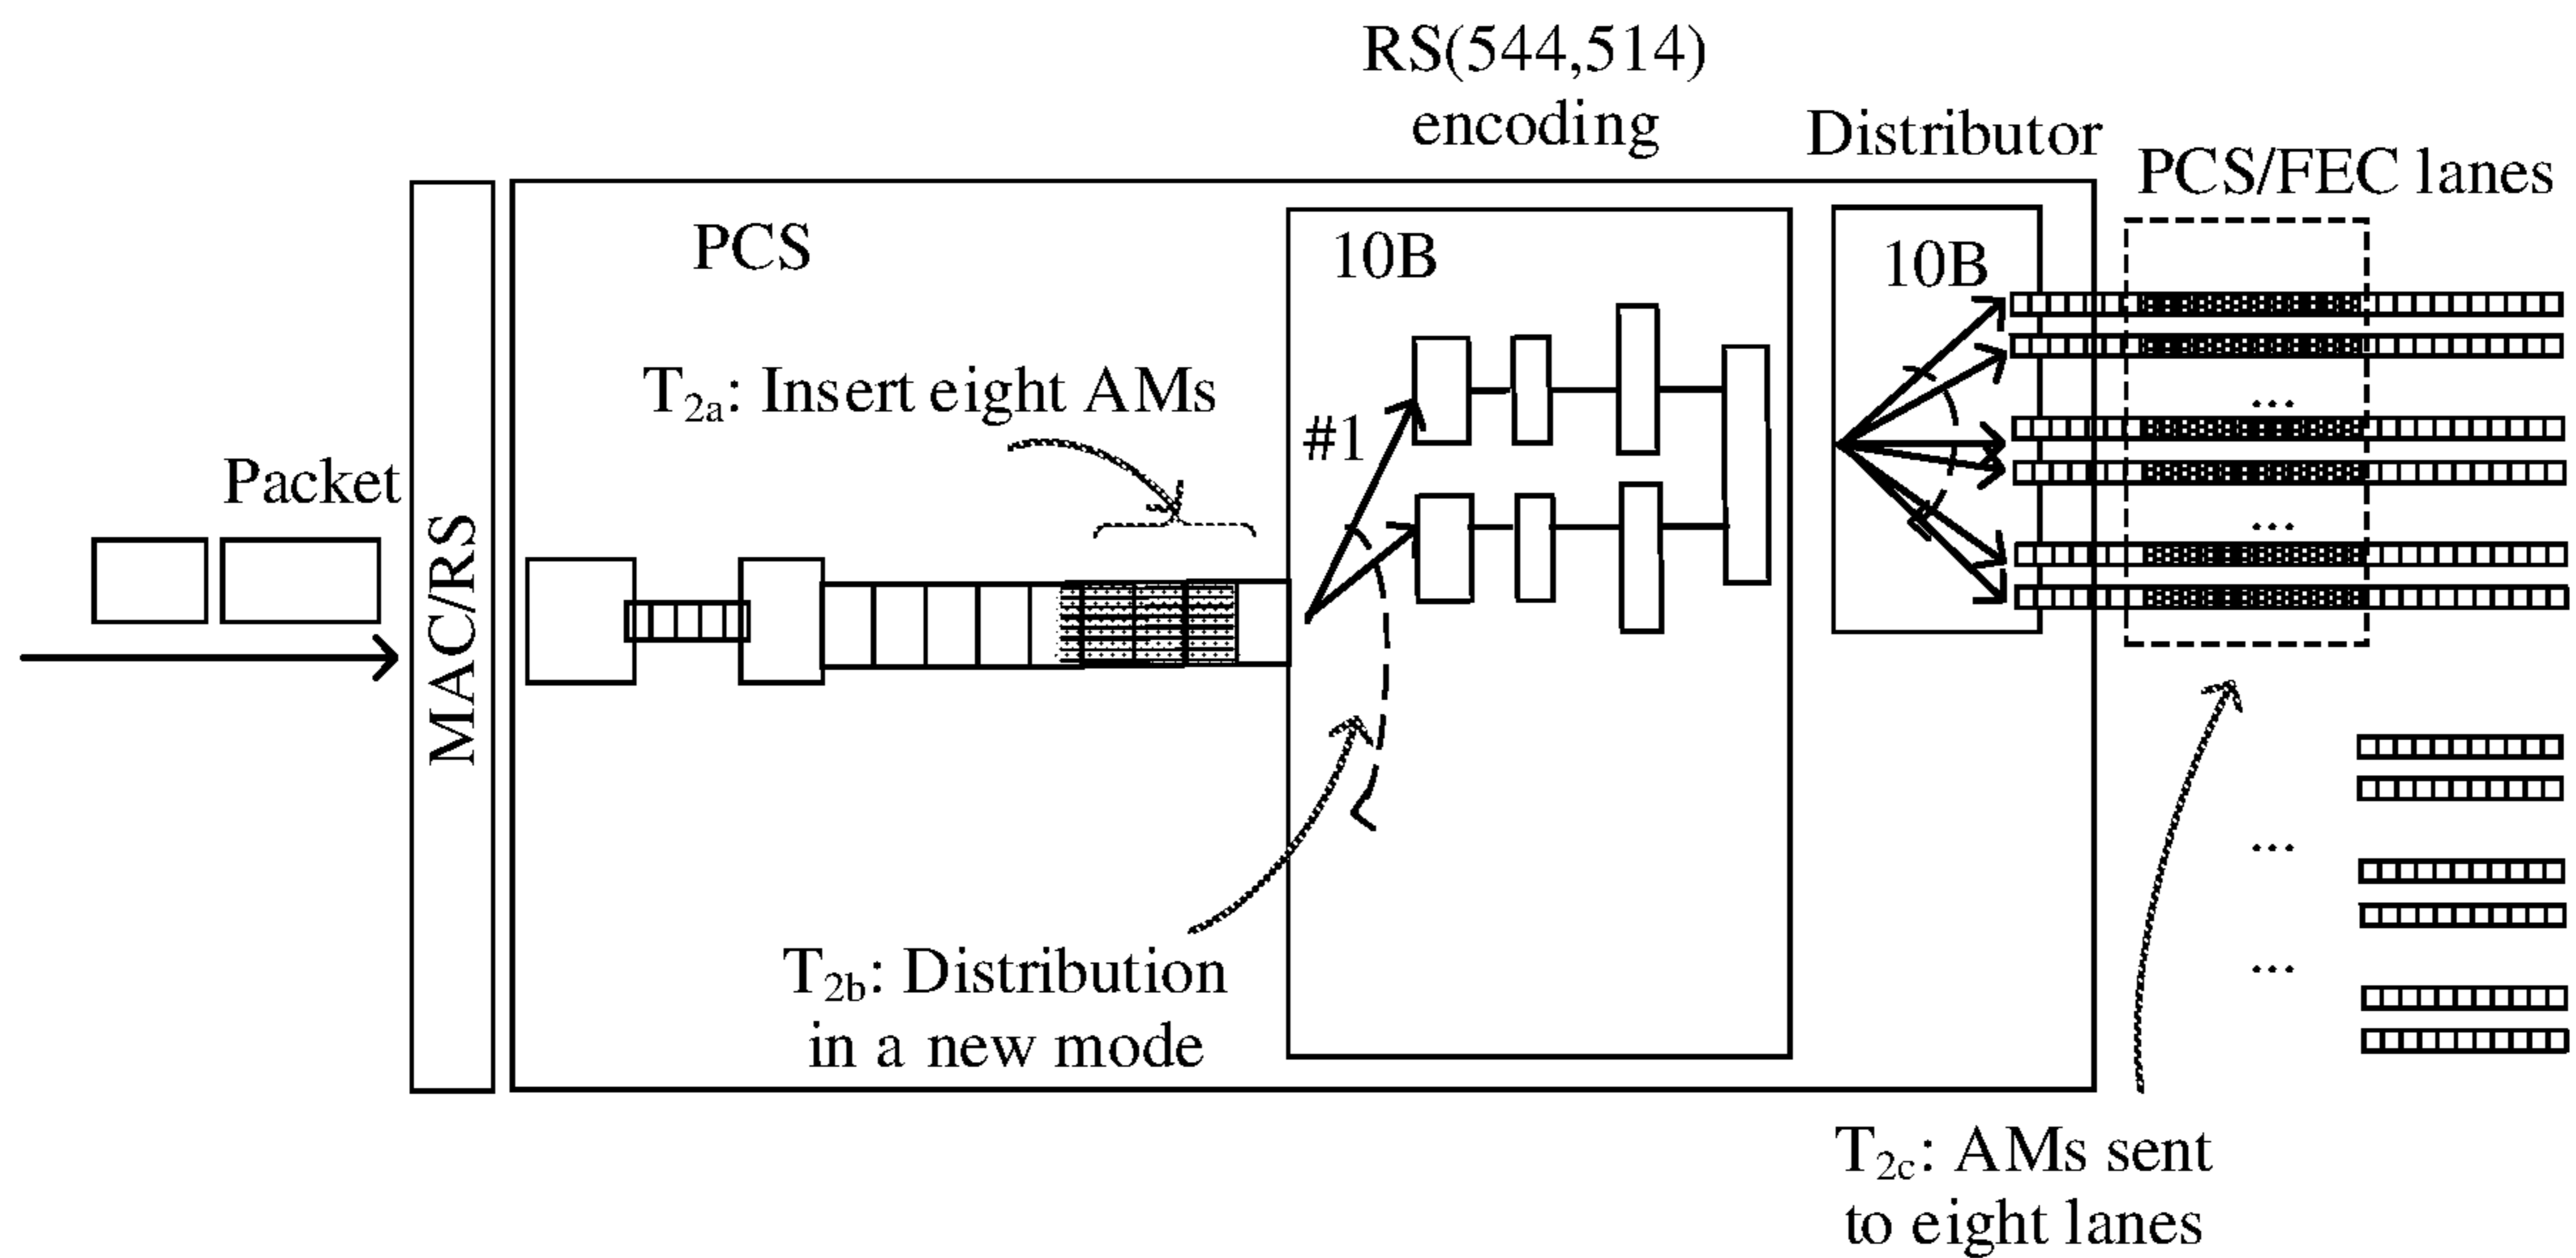 RS(544,514)
encoding
Distributor
PCS/FEC lanes
PCS
10B
10B
T2a: Insert eight AMs
#1
Packet
MAC/RS
...
...
T2b: Distribution
in a new mode
...
...
T2c: AMs sent
to eight lanes